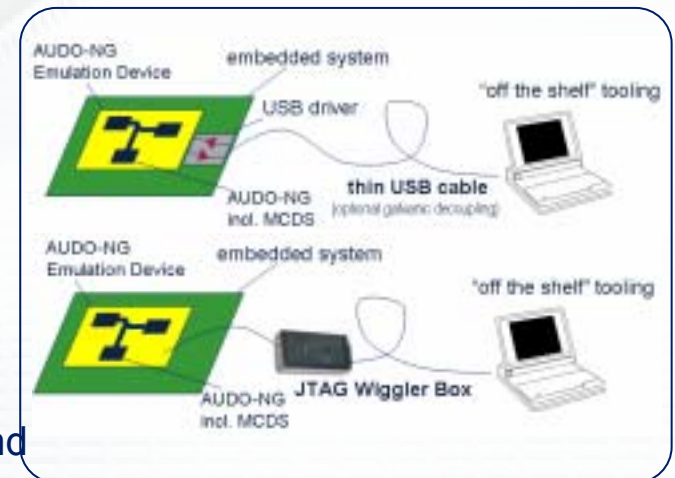 AUDO-NG
Emulation Device
embedded system
USB driver
"off the shelf" tooling
AUDO-NG
incl. MCDS
thin USB cable
(optional galvanic decoupling)
AUDO-NG
Emulation Device
embedded system
"off the shelf" tooling
JTAG Wiggler Box
AUDO-NG
incl. MCDS
nd